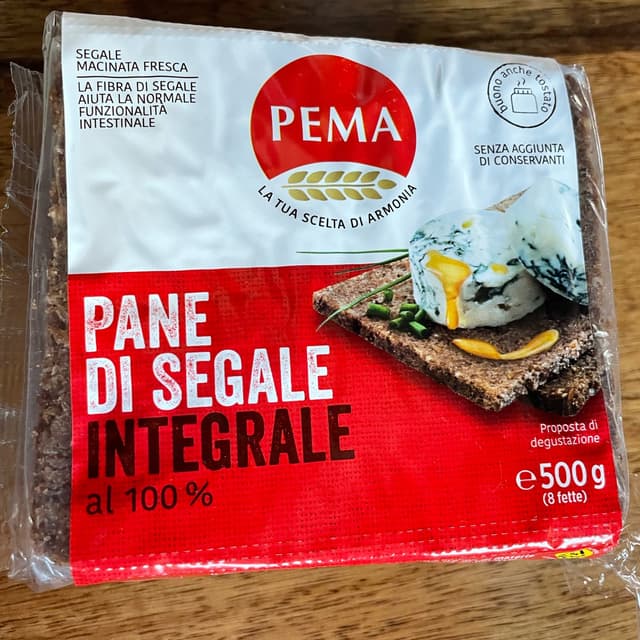 SEGALE
MACINATA FRESCA
LA FIBRA DI SEGALE
AIUTA LA NORMALE
FUNZIONALITÀ
INTESTINALE
PEMA
LA TUA SCELTA DI ARMONIA
buono anche tostato
SENZA AGGIUNTA
DI CONSERVANTI
PANE
DI SEGALE
INTEGRALE
al 100 %
Proposta di
degustazione
e 500 g
(8 fette)